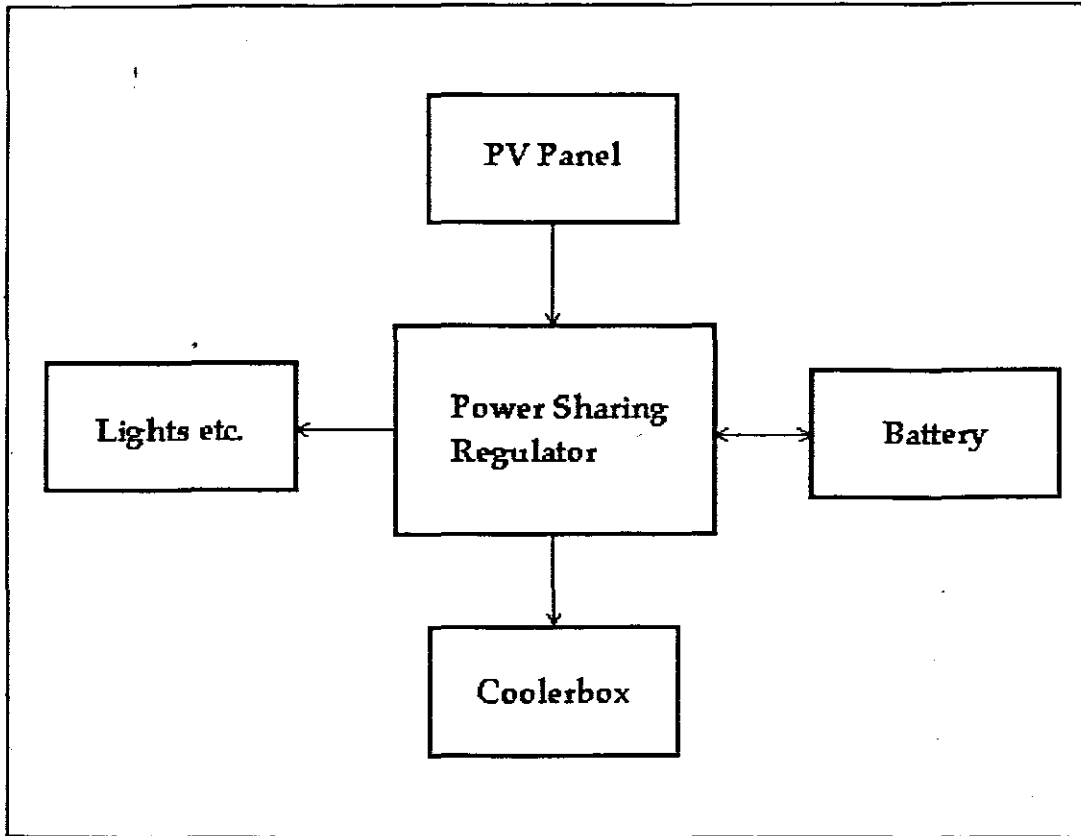 PV Panel
Lights etc.
Power Sharing
Regulator
Battery
Coolerbox